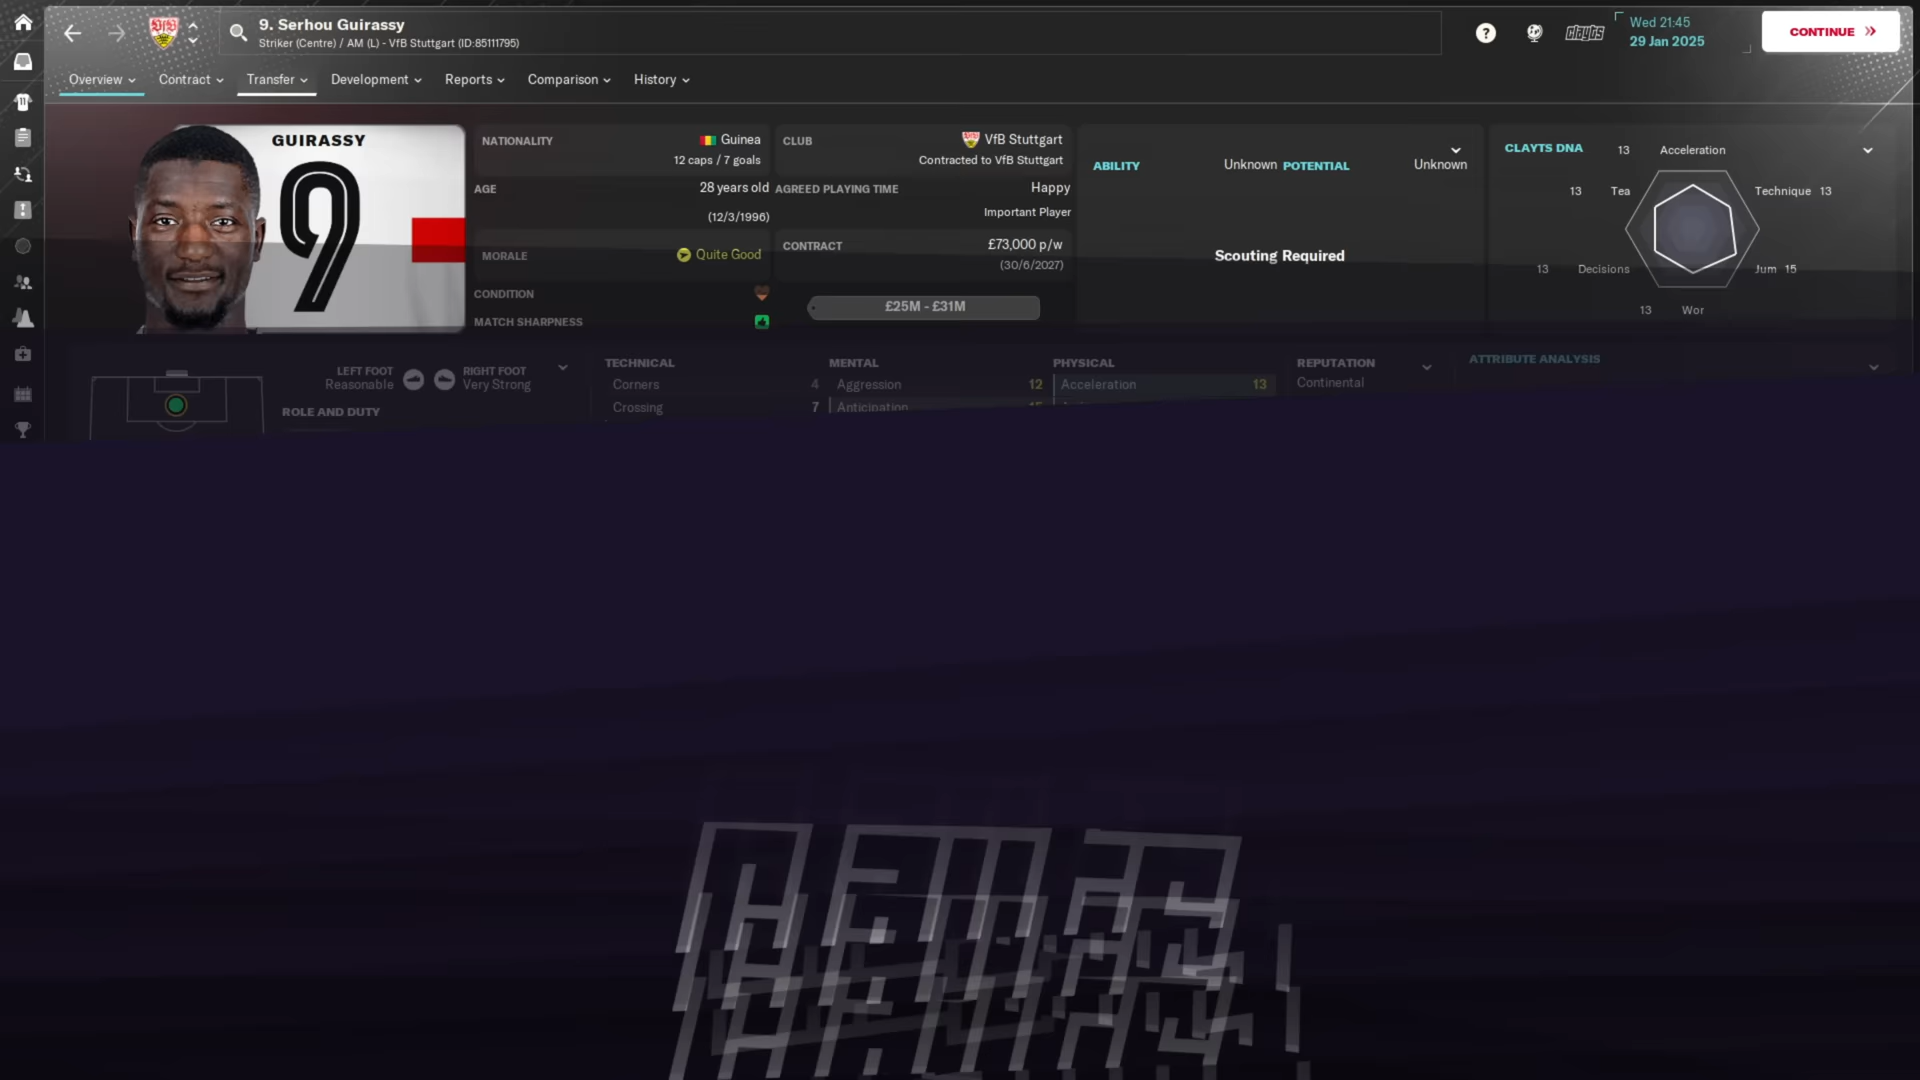 9. Serhou Guirassy
Striker (Centre) / AM (L) - VfB Stuttgart (ID:85111795)
?
clayts
Wed 21:45
29 Jan 2025
CONTINUE
Overview
Contract
Transfer
Development
Reports
Comparison
History
GUIRASSY
9
NATIONALITY
Guinea
12 caps / 7 goals
AGE
28 years old
(12/3/1996)
MORALE
Quite Good
CONDITION
MATCH SHARPNESS
CLUB
VfB Stuttgart
Contracted to VfB Stuttgart
AGREED PLAYING TIME
Happy
Important Player
CONTRACT
£73,000 p/w
(30/6/2027)
£25M - £31M
ABILITY
Unknown
POTENTIAL
Unknown
Scouting Required
CLAYTS DNA
13 Acceleration
13 Tea
Technique 13
13 Decisions
Jum 15
13 Wor
LEFT FOOT
Reasonable
RIGHT FOOT
Very Strong
ROLE AND DUTY
TECHNICAL
Corners 4
Crossing 7
MENTAL
Aggression 12
Anticipation 15
PHYSICAL
Acceleration 13
REPUTATION
Continental
ATTRIBUTE ANALYSIS